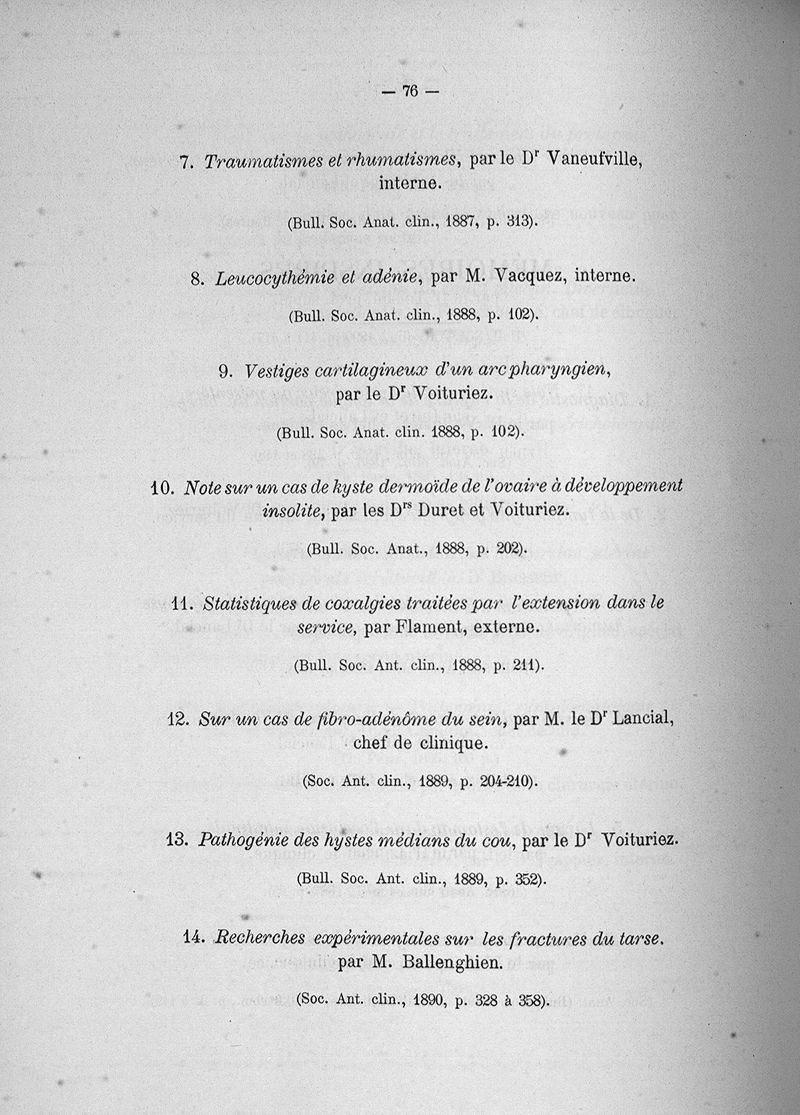 — 76 —
7. Traumatismes et rhumatismes, par le Dr Vaneufville,
interne.
(Bull. Soc. Anat. clin., 1887, p. 313).
8. Leucocythémie et adénie, par M. Vacquez, interne.
(Bull. Soc. Anat. clin., 1888, p. 102).
9. Vestiges cartilagineux d'un arc pharyngien,
par le Dr Voituriez.
(Bull. Soc. Anat. clin. 1888, p. 102).
10. Note sur un cas de kyste dermoïde de l'ovaire à développement
insolite, par les Drs Duret et Voituriez.
(Bull. Soc. Anat., 1888, p. 202).
11. Statistiques de coxalgies traitées par l'extension dans le
service, par Flament, externe.
(Bull. Soc. Ant. clin., 1888, p. 211).
12. Sur un cas de fibro-adénôme du sein, par M. le Dr Lancial,
chef de clinique.
(Soc. Ant. clin., 1889, p. 204-210).
13. Pathogénie des hystes médians du cou, par le Dr Voituriez.
(Bull. Soc. Ant. clin., 1889, p. 352).
14. Recherches expérimentales sur les fractures du tarse.
par M. Ballenghien.
(Soc. Ant. clin., 1890, p. 328 à 358).